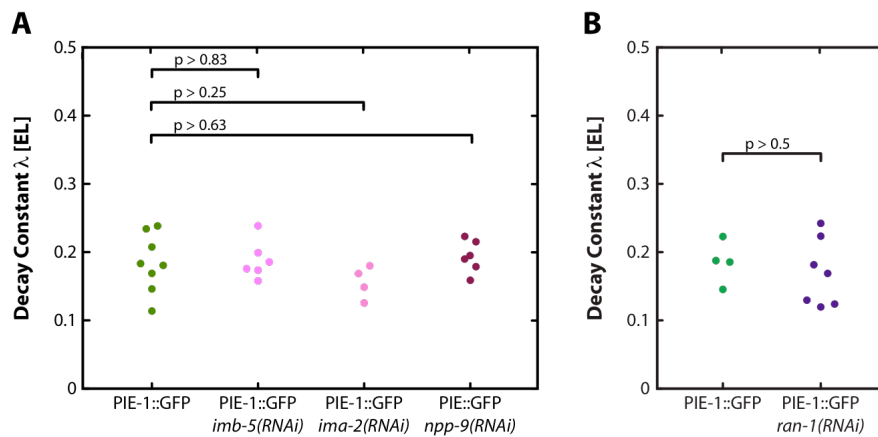 A
Decay Constant λ [EL]
0.5
0.4
0.3
0.2
0.1
0
p > 0.83
p > 0.25
p > 0.63
PIE-1::GFP
PIE-1::GFP
imb-5(RNAi)
PIE-1::GFP
ima-2(RNAi)
PIE::GFP
npp-9(RNAi)
B
Decay Constant λ [EL]
0.5
0.4
0.3
0.2
0.1
0
p > 0.5
PIE-1::GFP
PIE-1::GFP
ran-1(RNAi)